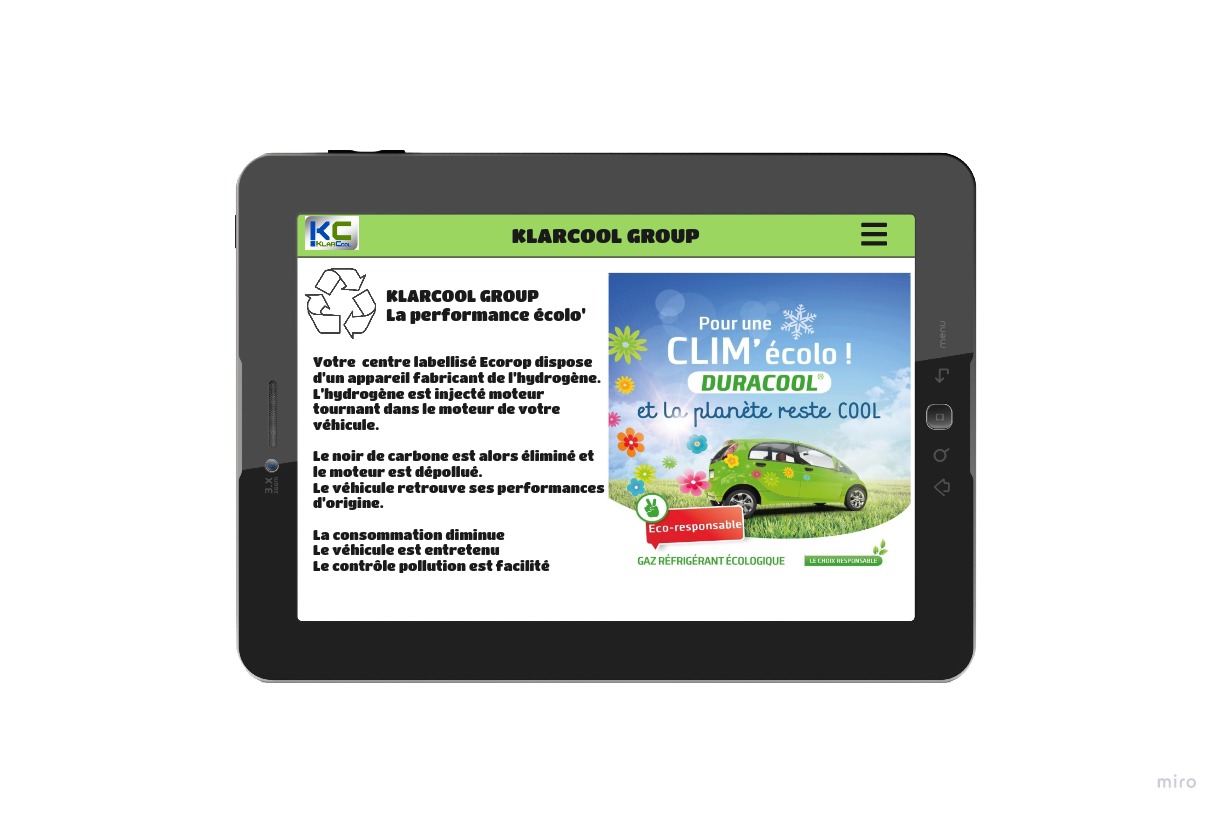 KC
KLARCOOL
KLARCOOL GROUP
KLARCOOL GROUP
La performance écolo'
Votre centre labellisé Ecorop dispose
d'un appareil fabricant de l'hydrogène.
L'hydrogène est injecté moteur
tournant dans le moteur de votre
véhicule.
Le noir de carbone est alors éliminé et
le moteur est dépollué.
Le véhicule retrouve ses performances
d'origine.
La consommation diminue
Le véhicule est entretenu
Le contrôle pollution est facilité
Pour une
CLIM' écolo !
DURACOOL®
et la planète reste COOL
Eco-responsable
GAZ RÉFRIGÉRANT ÉCOLOGIQUE
LE CHOIX RESPONSABLE
menu
3.X
miro